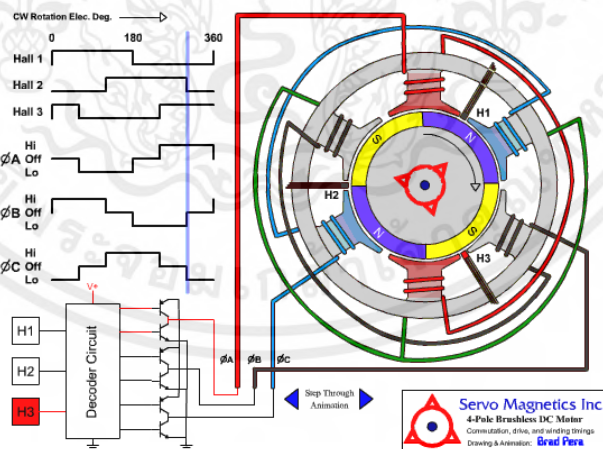 CW Rotation Elec. Deg.
0 180 360
Hall 1
Hall 2
Hall 3
ØA Hi Off Lo
ØB Hi Off Lo
ØC Hi Off Lo
V+
H1
H2
H3
Decoder Circuit
ØA ØB ØC
H1
H2
H3
S
N
N
S
Step Through
Animation
Servo Magnetics Inc
4-Pole Brushless DC Motor
Commutation, drive, and winding timings
Drawing & Animation: Brad Pera